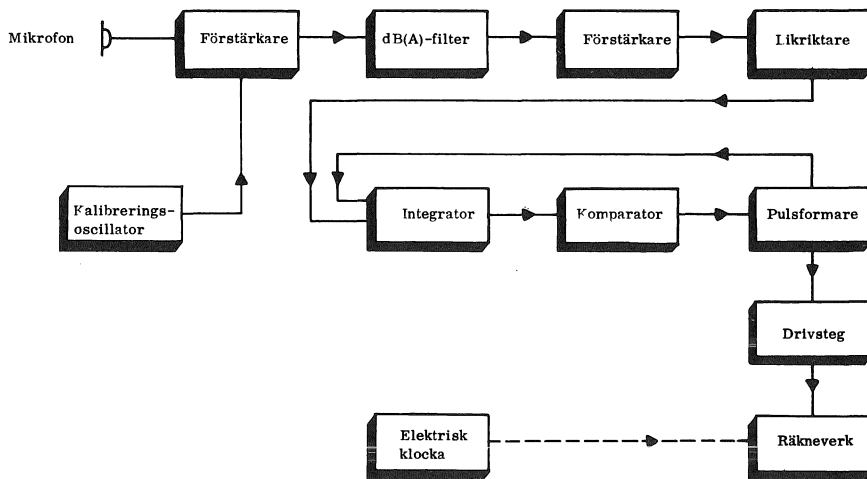 Mikrofon
Förstärkare
dB(A)-filter
Förstärkare
Likriktare
Kalibrerings-
oscillator
Integrator
Komparator
Pulsformare
Drivsteg
Elektrisk
klocka
Räkneverk